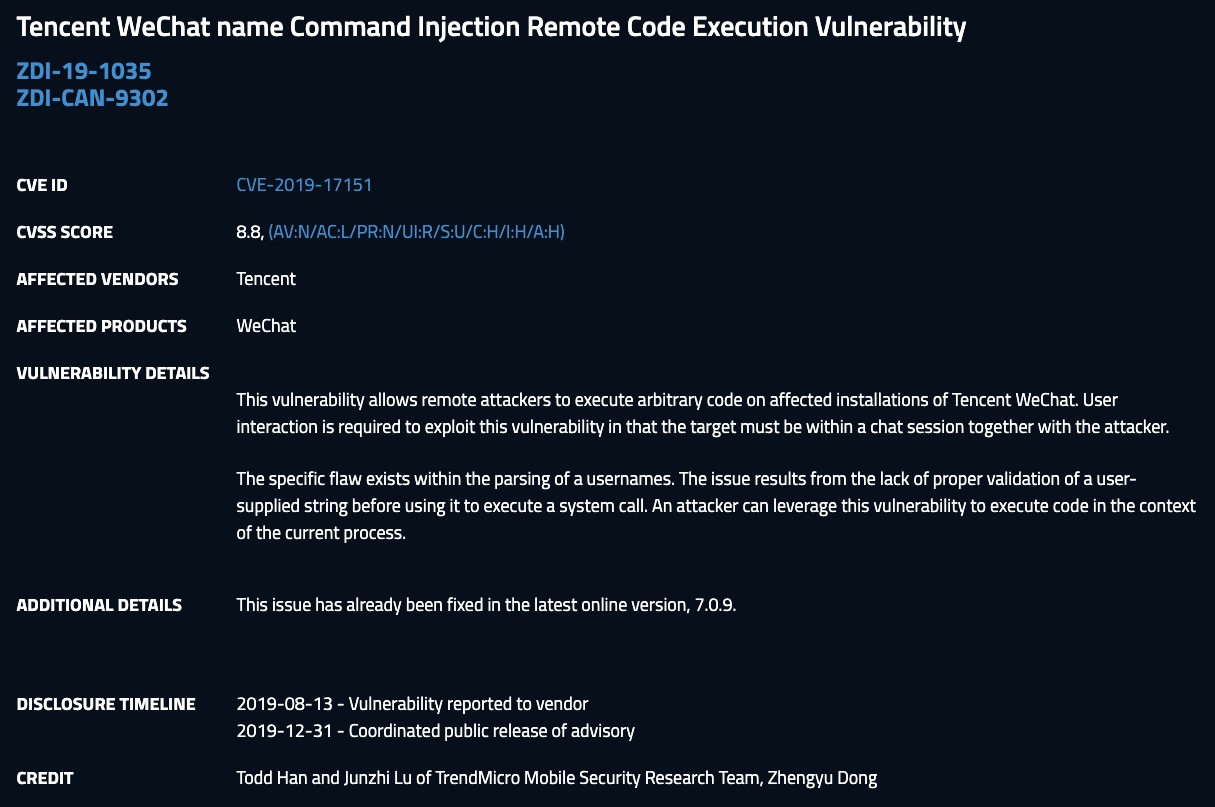 Tencent WeChat name Command Injection Remote Code Execution Vulnerability
ZDI-19-1035
ZDI-CAN-9302
CVE ID CVE-2019-17151
CVSS SCORE 8.8, (AV:N/AC:L/PR:N/UI:R/S:U/C:H/I:H/A:H)
AFFECTED VENDORS Tencent
AFFECTED PRODUCTS WeChat
VULNERABILITY DETAILS
This vulnerability allows remote attackers to execute arbitrary code on affected installations of Tencent WeChat. User
interaction is required to exploit this vulnerability in that the target must be within a chat session together with the attacker.
The specific flaw exists within the parsing of a usernames. The issue results from the lack of proper validation of a user-
supplied string before using it to execute a system call. An attacker can leverage this vulnerability to execute code in the context
of the current process.
ADDITIONAL DETAILS This issue has already been fixed in the latest online version, 7.0.9.
DISCLOSURE TIMELINE 2019-08-13 - Vulnerability reported to vendor
2019-12-31 - Coordinated public release of advisory
CREDIT Todd Han and Junzhi Lu of TrendMicro Mobile Security Research Team, Zhengyu Dong